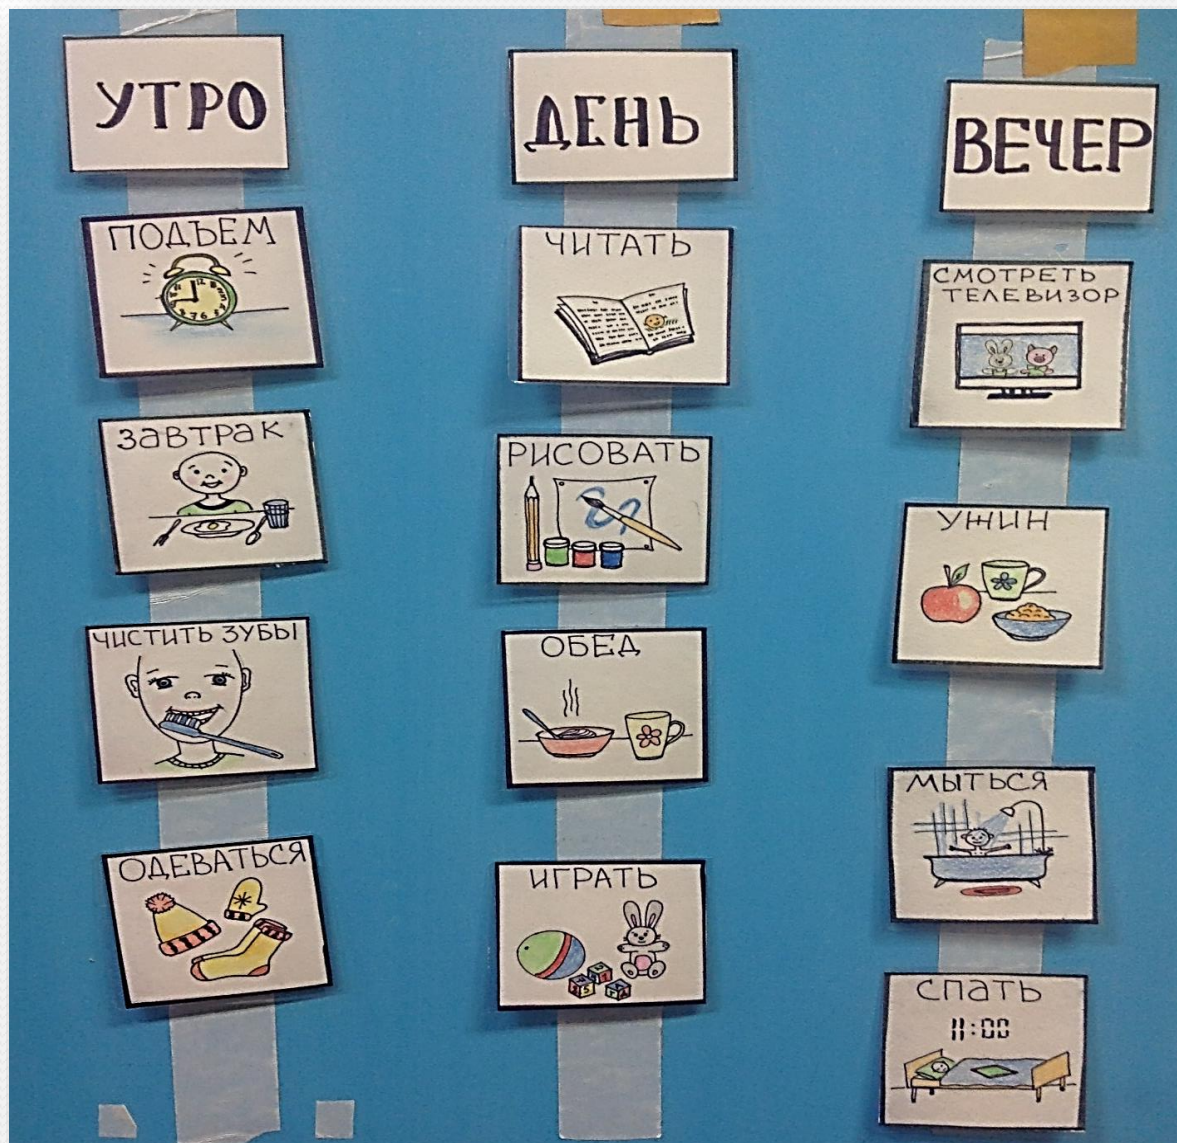 УТРО
ПОДЪЕМ
завтрак
ЧИСТИТЬ ЗУБЫ
ОДЕВАТЬСЯ
ДЕНЬ
ЧИТАТЬ
РИСОВАТЬ
ОБЕД
ИГРАТЬ
ВЕЧЕР
СМОТРЕТЬ
ТЕЛЕВИЗОР
УЖИН
МЫТЬСЯ
СПАТЬ
11:00